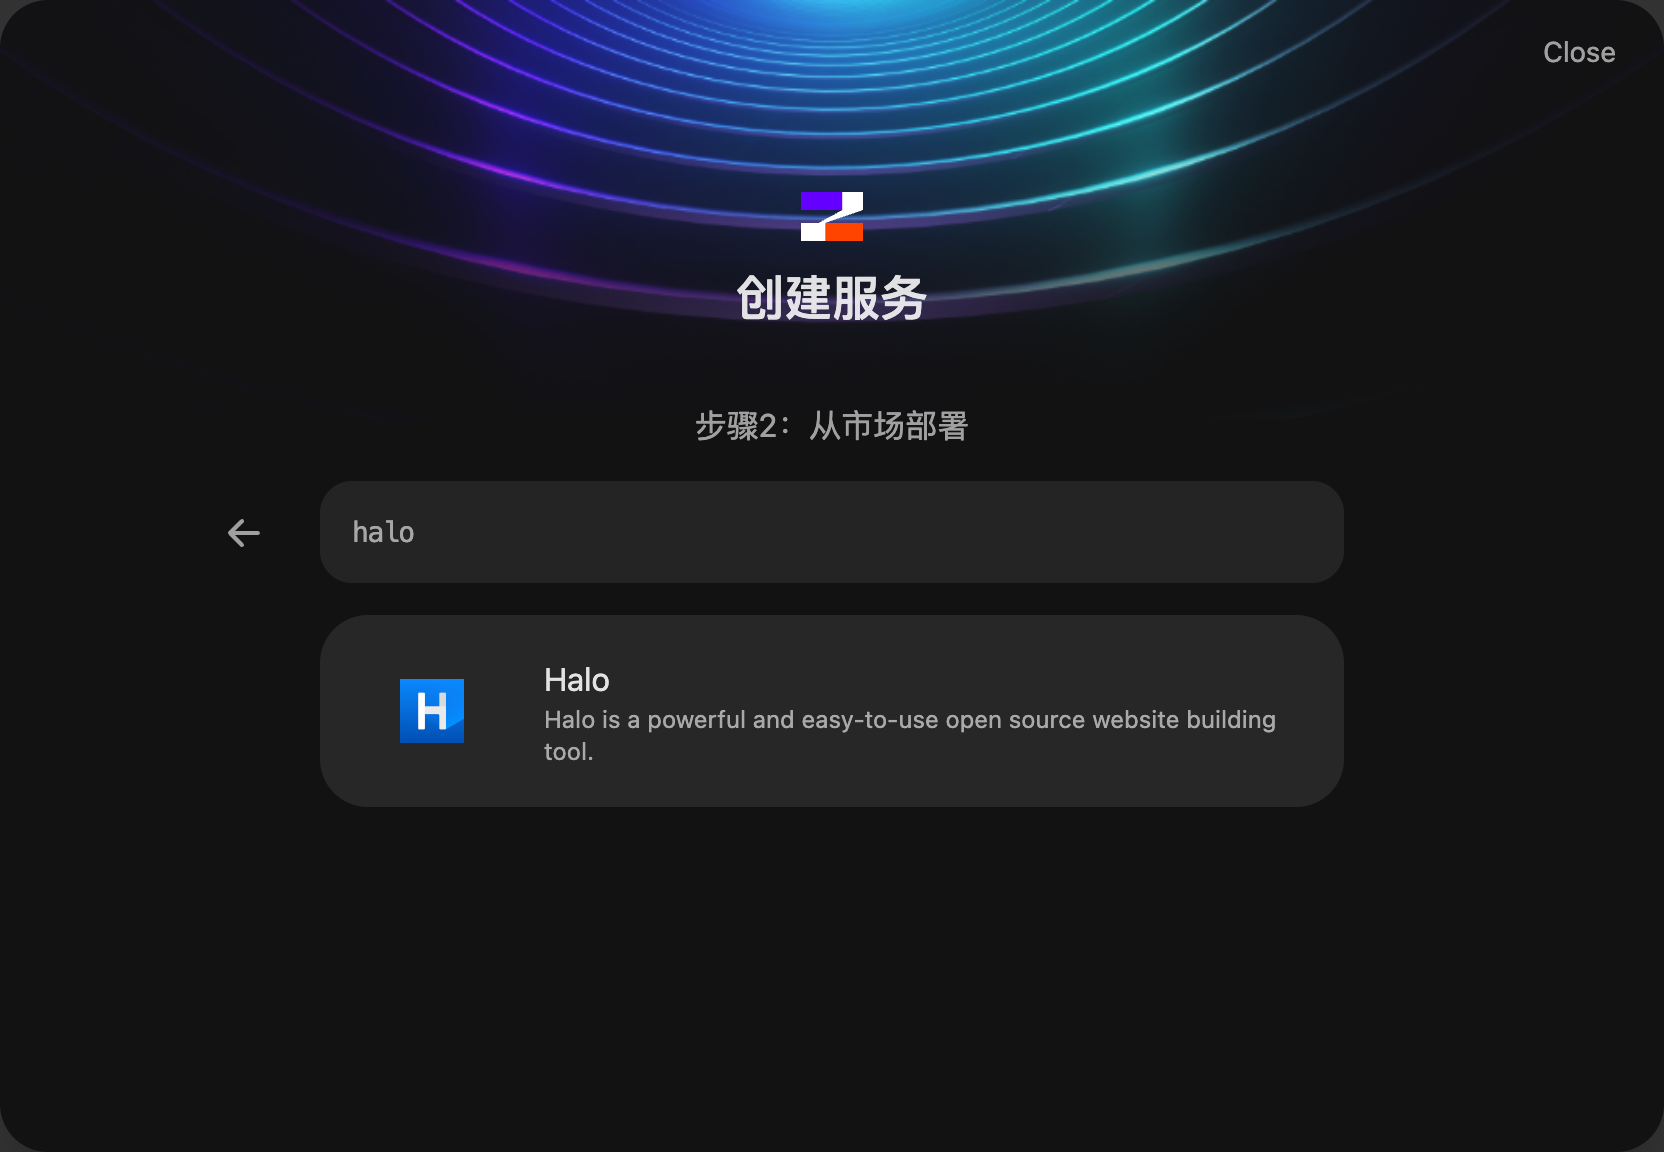 Close
创建服务
步骤2：从市场部署
halo
Halo
Halo is a powerful and easy-to-use open source website building
tool.